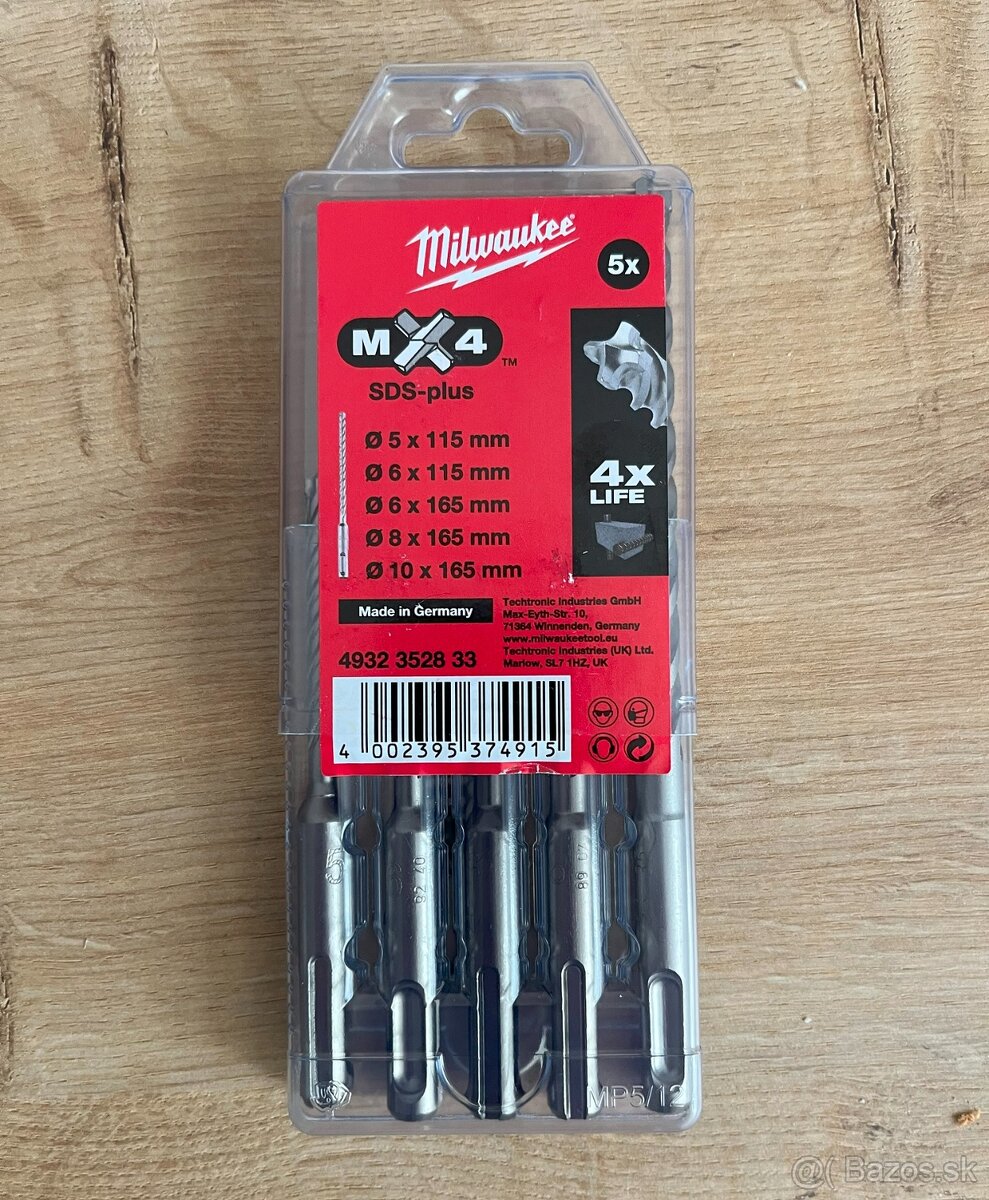 Milwaukee®
5x
MX4™
SDS-plus
Ø 5 x 115 mm
Ø 6 x 115 mm
Ø 6 x 165 mm
Ø 8 x 165 mm
Ø 10 x 165 mm
4x
LIFE
Made in Germany
Techtronic Industries GmbH
Max-Eyth-Str. 10,
71364 Winnenden, Germany
www.milwaukeetool.eu
Techtronic Industries (UK) Ltd.
Marlow, SL7 1HZ, UK
4932 3528 33
4 002395 374915
5
MP5/12
@( Bazos.sk